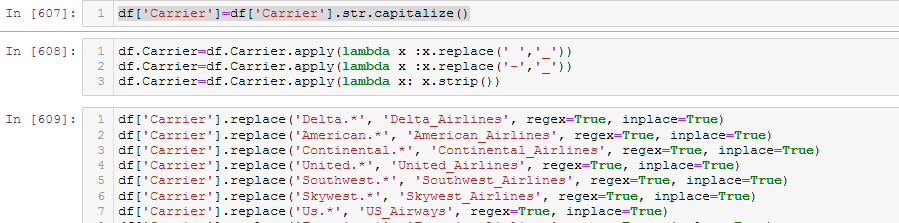 In [607]: 1 df['Carrier']=df['Carrier'].str.capitalize()
In [608]: 1 df.Carrier=df.Carrier.apply(lambda x :x.replace(' ','_'))
2 df.Carrier=df.Carrier.apply(lambda x :x.replace('-','_'))
3 df.Carrier=df.Carrier.apply(lambda x: x.strip())
In [609]: 1 df['Carrier'].replace('Delta.*', 'Delta_Airlines', regex=True, inplace=True)
2 df['Carrier'].replace('American.*', 'American_Airlines', regex=True, inplace=True)
3 df['Carrier'].replace('Continental.*', 'Continental_Airlines', regex=True, inplace=True)
4 df['Carrier'].replace('United.*', 'United_Airlines', regex=True, inplace=True)
5 df['Carrier'].replace('Southwest.*', 'Southwest_Airlines', regex=True, inplace=True)
6 df['Carrier'].replace('Skywest.*', 'Skywest_Airlines', regex=True, inplace=True)
7 df['Carrier'].replace('Us.*', 'US_Airways', regex=True, inplace=True)